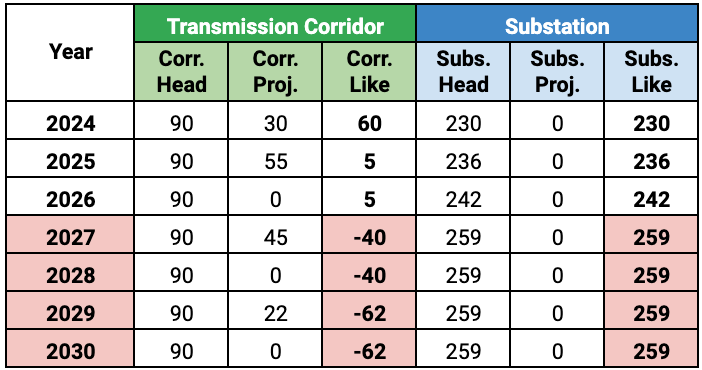 Year Transmission Corridor Substation
Corr. Head Corr. Proj. Corr. Like Subs. Head Subs. Proj. Subs. Like
2024 90 30 60 230 0 230
2025 90 55 5 236 0 236
2026 90 0 5 242 0 242
2027 90 45 -40 259 0 259
2028 90 0 -40 259 0 259
2029 90 22 -62 259 0 259
2030 90 0 -62 259 0 259